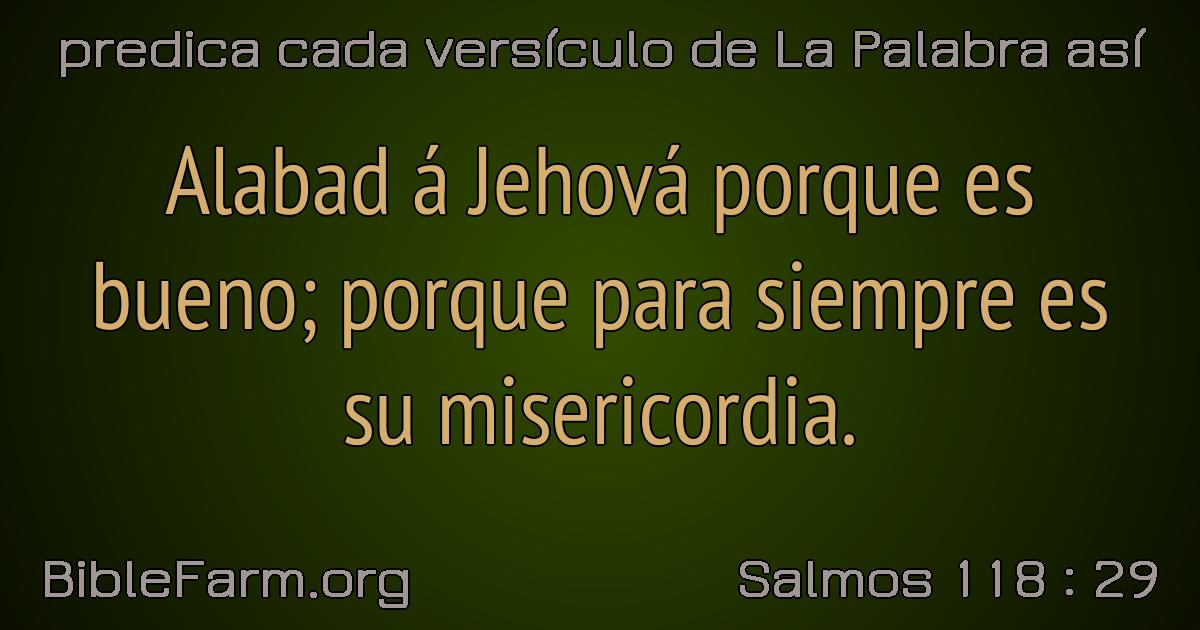 predica cada versículo de La Palabra así
Alabad á Jehová porque es
bueno; porque para siempre es
su misericordia.
BibleFarm.org
Salmos 118 : 29